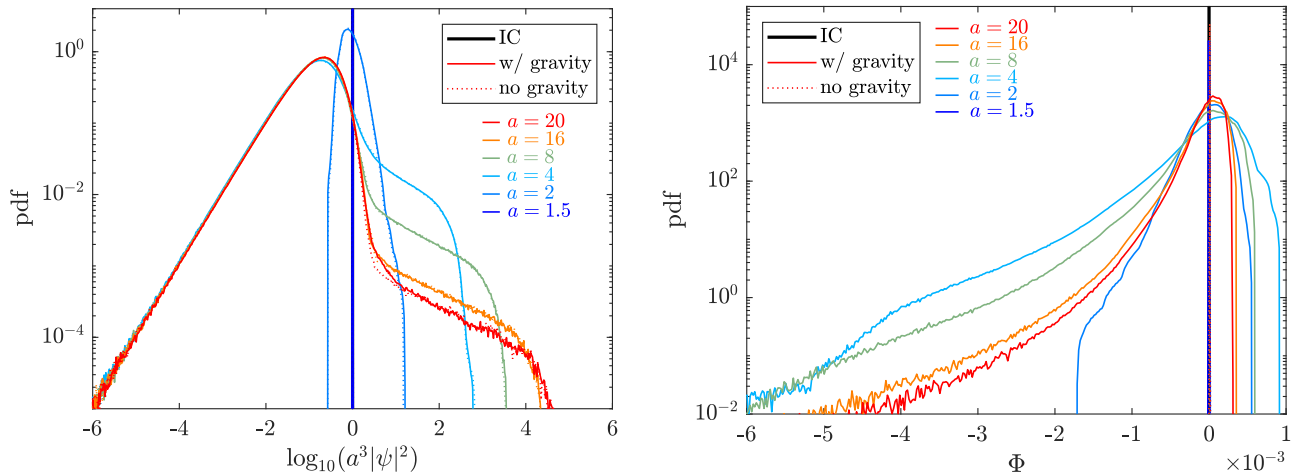 IC
w/ gravity
no gravity
a = 20
a = 16
a = 8
a = 4
a = 2
a = 1.5
pdf
10^0
10^-2
10^-4
-6 -4 -2 0 2 4 6
log_10(a^3|ψ|^2)
IC
w/ gravity
no gravity
a = 20
a = 16
a = 8
a = 4
a = 2
a = 1.5
pdf
10^4
10^2
10^0
10^-2
-6 -5 -4 -3 -2 -1 0 1
×10^-3
Φ